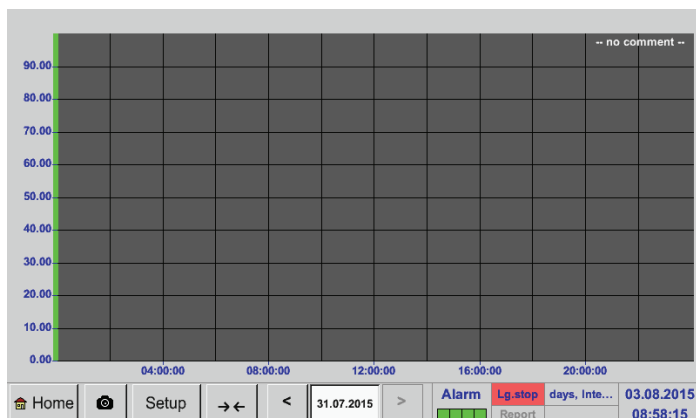 -- no comment --
90.00
80.00
70.00
60.00
50.00
40.00
30.00
20.00
10.00
0.00
04:00:00 08:00:00 12:00:00 16:00:00 20:00:00
Home Setup →← < 31.07.2015 > Alarm Lg.stop days, Inte... 03.08.2015
Report 08:58:15